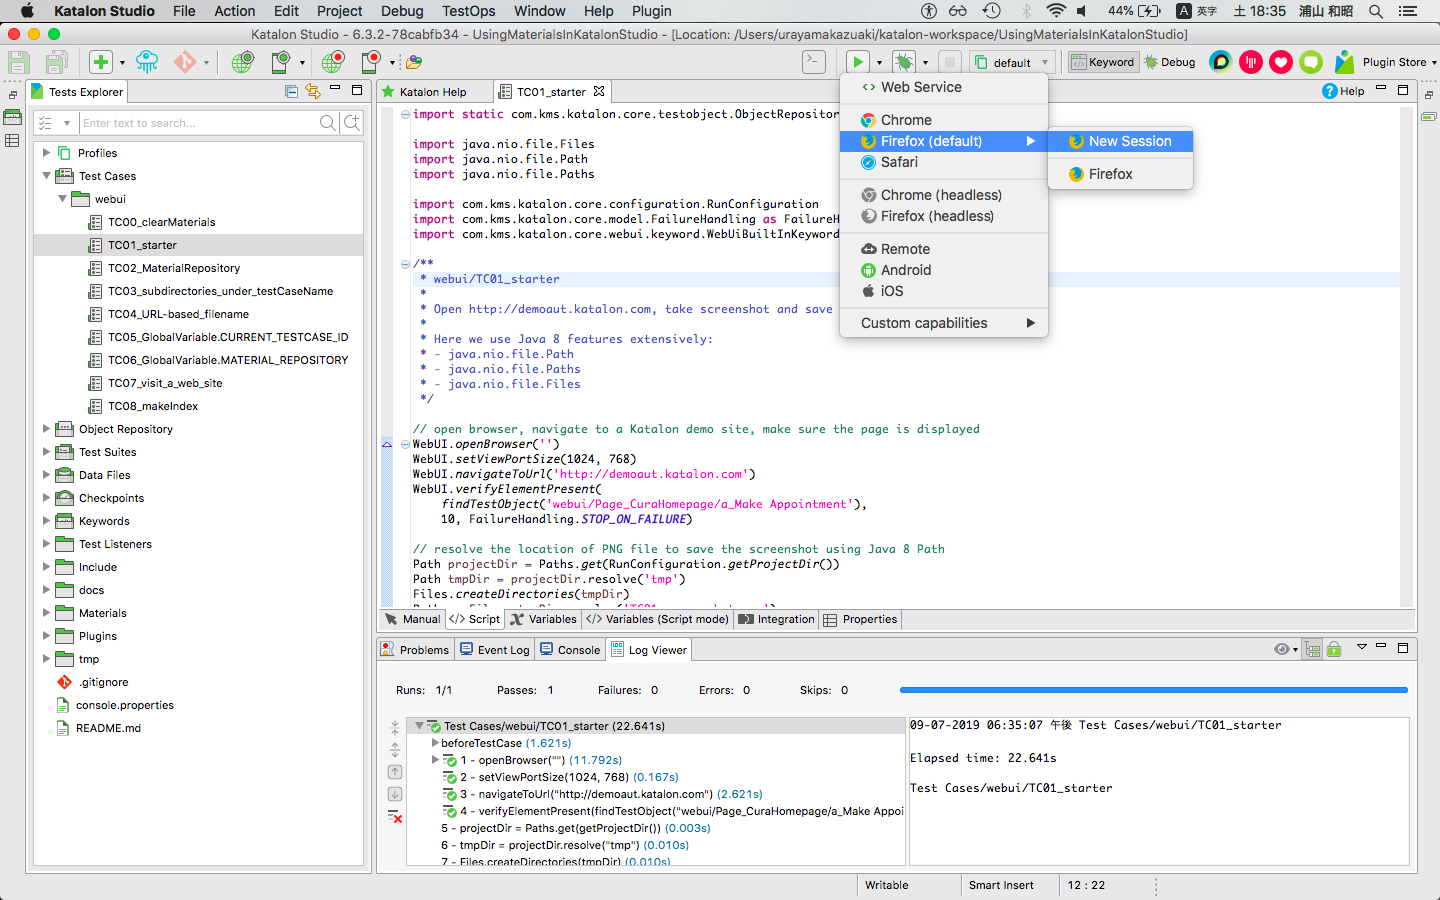 Katalon Studio File Action Edit Project Debug TestOps Window Help Plugin 44% A 英字 土 18:35 浦山 和昭
Katalon Studio - 6.3.2-78cabfb34 - UsingMaterialsInKatalonStudio - [Location: /Users/urayamakazuaki/katalon-workspace/UsingMaterialsInKatalonStudio]
default Keyword Debug Plugin Store
Tests Explorer
Enter text to search...
Profiles
Test Cases
webui
TC00_clearMaterials
TC01_starter
TC02_MaterialRepository
TC03_subdirectories_under_testCaseName
TC04_URL-based_filename
TC05_GlobalVariable.CURRENT_TESTCASE_ID
TC06_GlobalVariable.MATERIAL_REPOSITORY
TC07_visit_a_web_site
TC08_makeIndex
Object Repository
Test Suites
Data Files
Checkpoints
Keywords
Test Listeners
Include
docs
Materials
Plugins
tmp
.gitignore
console.properties
README.md
Katalon Help TC01_starter Help
import static com.kms.katalon.core.testobject.ObjectRepositor
import java.nio.file.Files
import java.nio.file.Path
import java.nio.file.Paths
import com.kms.katalon.core.configuration.RunConfiguration
import com.kms.katalon.core.model.FailureHandling as FailureH
import com.kms.katalon.core.webui.keyword.WebUiBuiltInKeyword
/**
* webui/TC01_starter
*
* Open http://demoaut.katalon.com, take screenshot and save
*
* Here we use Java 8 features extensively:
* - java.nio.file.Path
* - java.nio.file.Paths
* - java.nio.file.Files
*/
// open browser, navigate to a Katalon demo site, make sure the page is displayed
WebUI.openBrowser('')
WebUI.setViewPortSize(1024, 768)
WebUI.navigateToUrl('http://demoaut.katalon.com')
WebUI.verifyElementPresent(
findTestObject('webui/Page_CuraHomepage/a_Make Appointment'),
10, FailureHandling.STOP_ON_FAILURE)
// resolve the location of PNG file to save the screenshot using Java 8 Path
Path projectDir = Paths.get(RunConfiguration.getProjectDir())
Path tmpDir = projectDir.resolve('tmp')
Files.createDirectories(tmpDir)
Web Service
Chrome
Firefox (default)
Safari
Chrome (headless)
Firefox (headless)
Remote
Android
iOS
Custom capabilities
New Session
Firefox
Manual </> Script Variables </> Variables (Script mode) Integration Properties
Problems Event Log Console Log Viewer
Runs: 1/1 Passes: 1 Failures: 0 Errors: 0 Skips: 0
Test Cases/webui/TC01_starter (22.641s)
beforeTestCase (1.621s)
1 - openBrowser("") (11.792s)
2 - setViewPortSize(1024, 768) (0.167s)
3 - navigateToUrl("http://demoaut.katalon.com") (2.621s)
4 - verifyElementPresent(findTestObject("webui/Page_CuraHomepage/a_Make Appoi
5 - projectDir = Paths.get(getProjectDir()) (0.003s)
6 - tmpDir = projectDir.resolve("tmp") (0.010s)
7 - Files.createDirectories(tmpDir) (0.010s)
09-07-2019 06:35:07 午後 Test Cases/webui/TC01_starter
Elapsed time: 22.641s
Test Cases/webui/TC01_starter
Writable Smart Insert 12 : 22